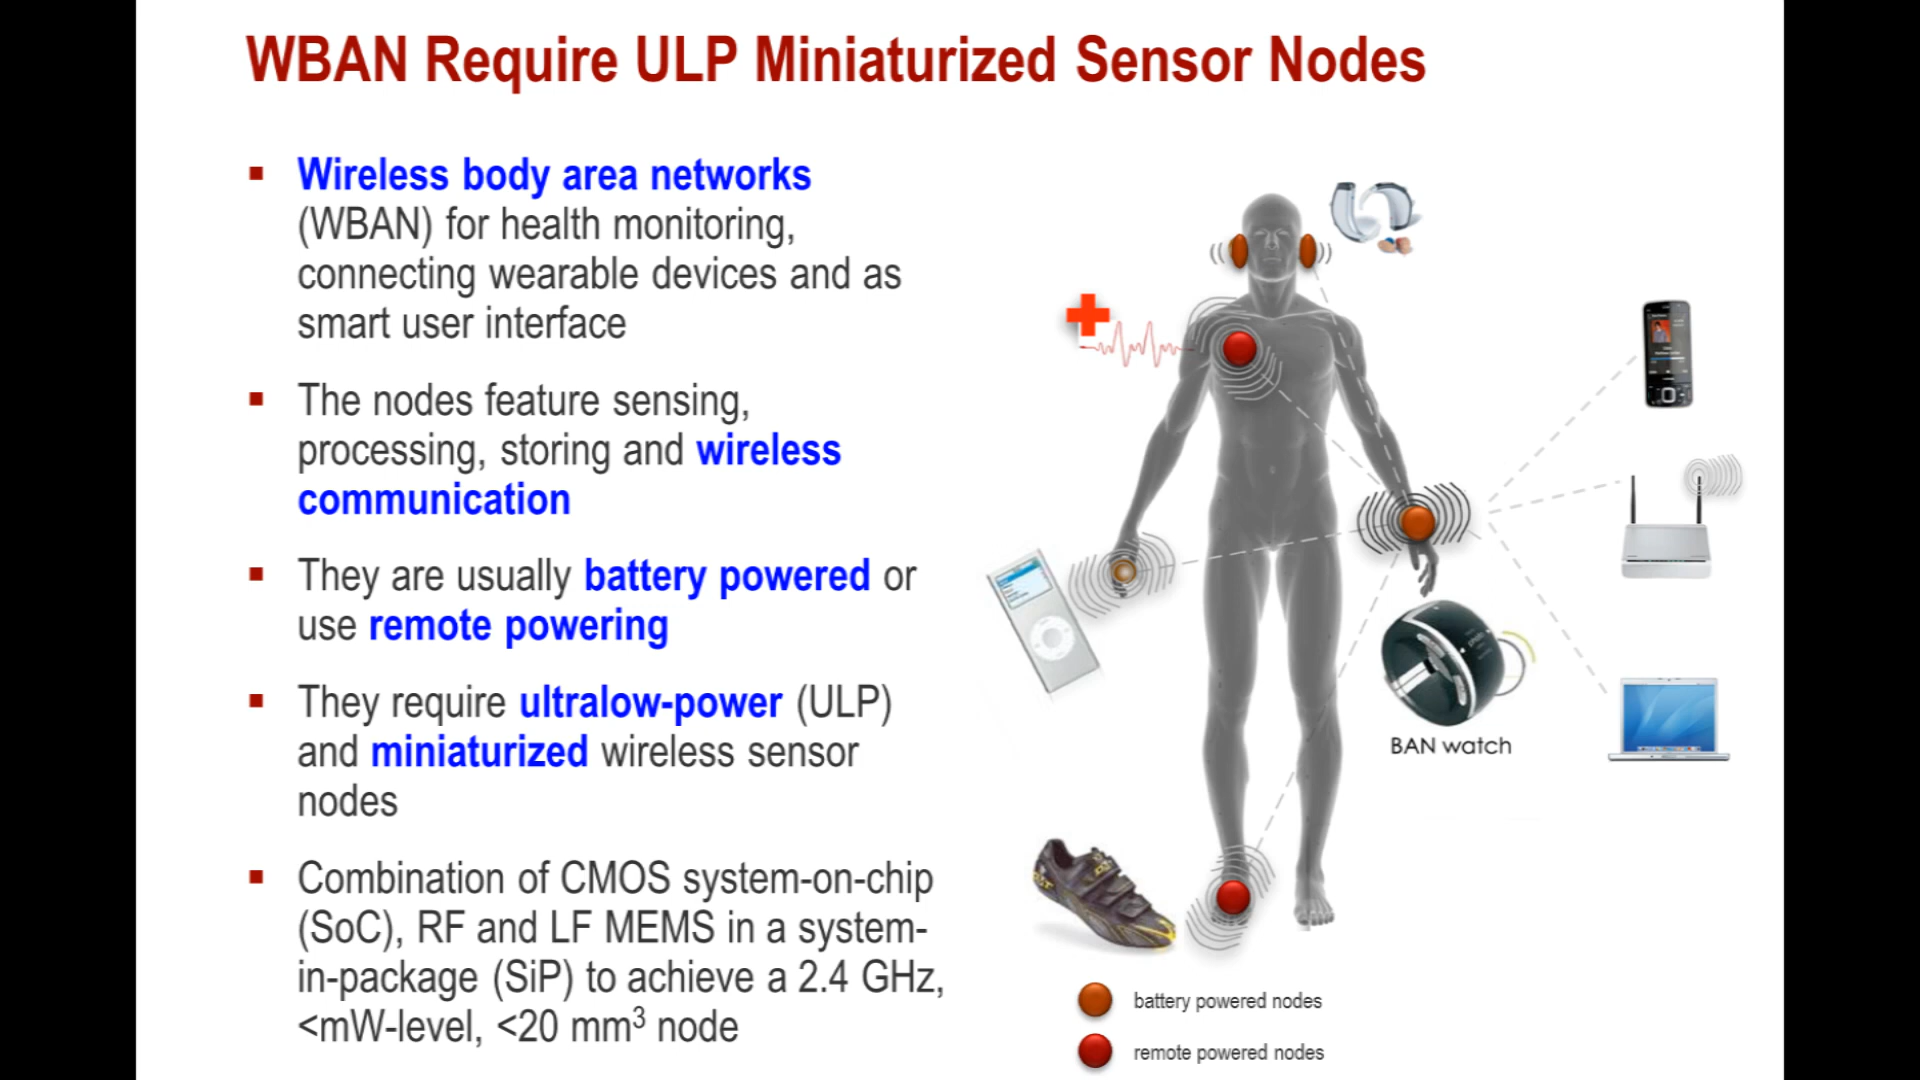 WBAN Require ULP Miniaturized Sensor Nodes
Wireless body area networks
(WBAN) for health monitoring,
connecting wearable devices and as
smart user interface
The nodes feature sensing,
processing, storing and wireless
communication
They are usually battery powered or
use remote powering
They require ultralow-power (ULP)
and miniaturized wireless sensor
nodes
Combination of CMOS system-on-chip
(SoC), RF and LF MEMS in a system-
in-package (SiP) to achieve a 2.4 GHz,
<mW-level, <20 mm³ node
BAN watch
battery powered nodes
remote powered nodes